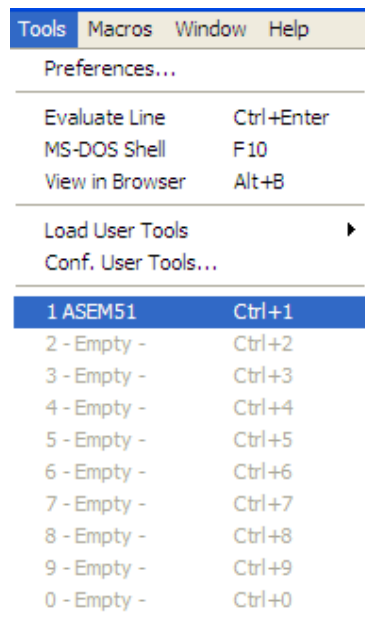 Tools Macros Window Help
Preferences...
Evaluate Line Ctrl+Enter
MS-DOS Shell F10
View in Browser Alt+B
Load User Tools
Conf. User Tools...
1 ASEM51 Ctrl+1
2 - Empty - Ctrl+2
3 - Empty - Ctrl+3
4 - Empty - Ctrl+4
5 - Empty - Ctrl+5
6 - Empty - Ctrl+6
7 - Empty - Ctrl+7
8 - Empty - Ctrl+8
9 - Empty - Ctrl+9
0 - Empty - Ctrl+0